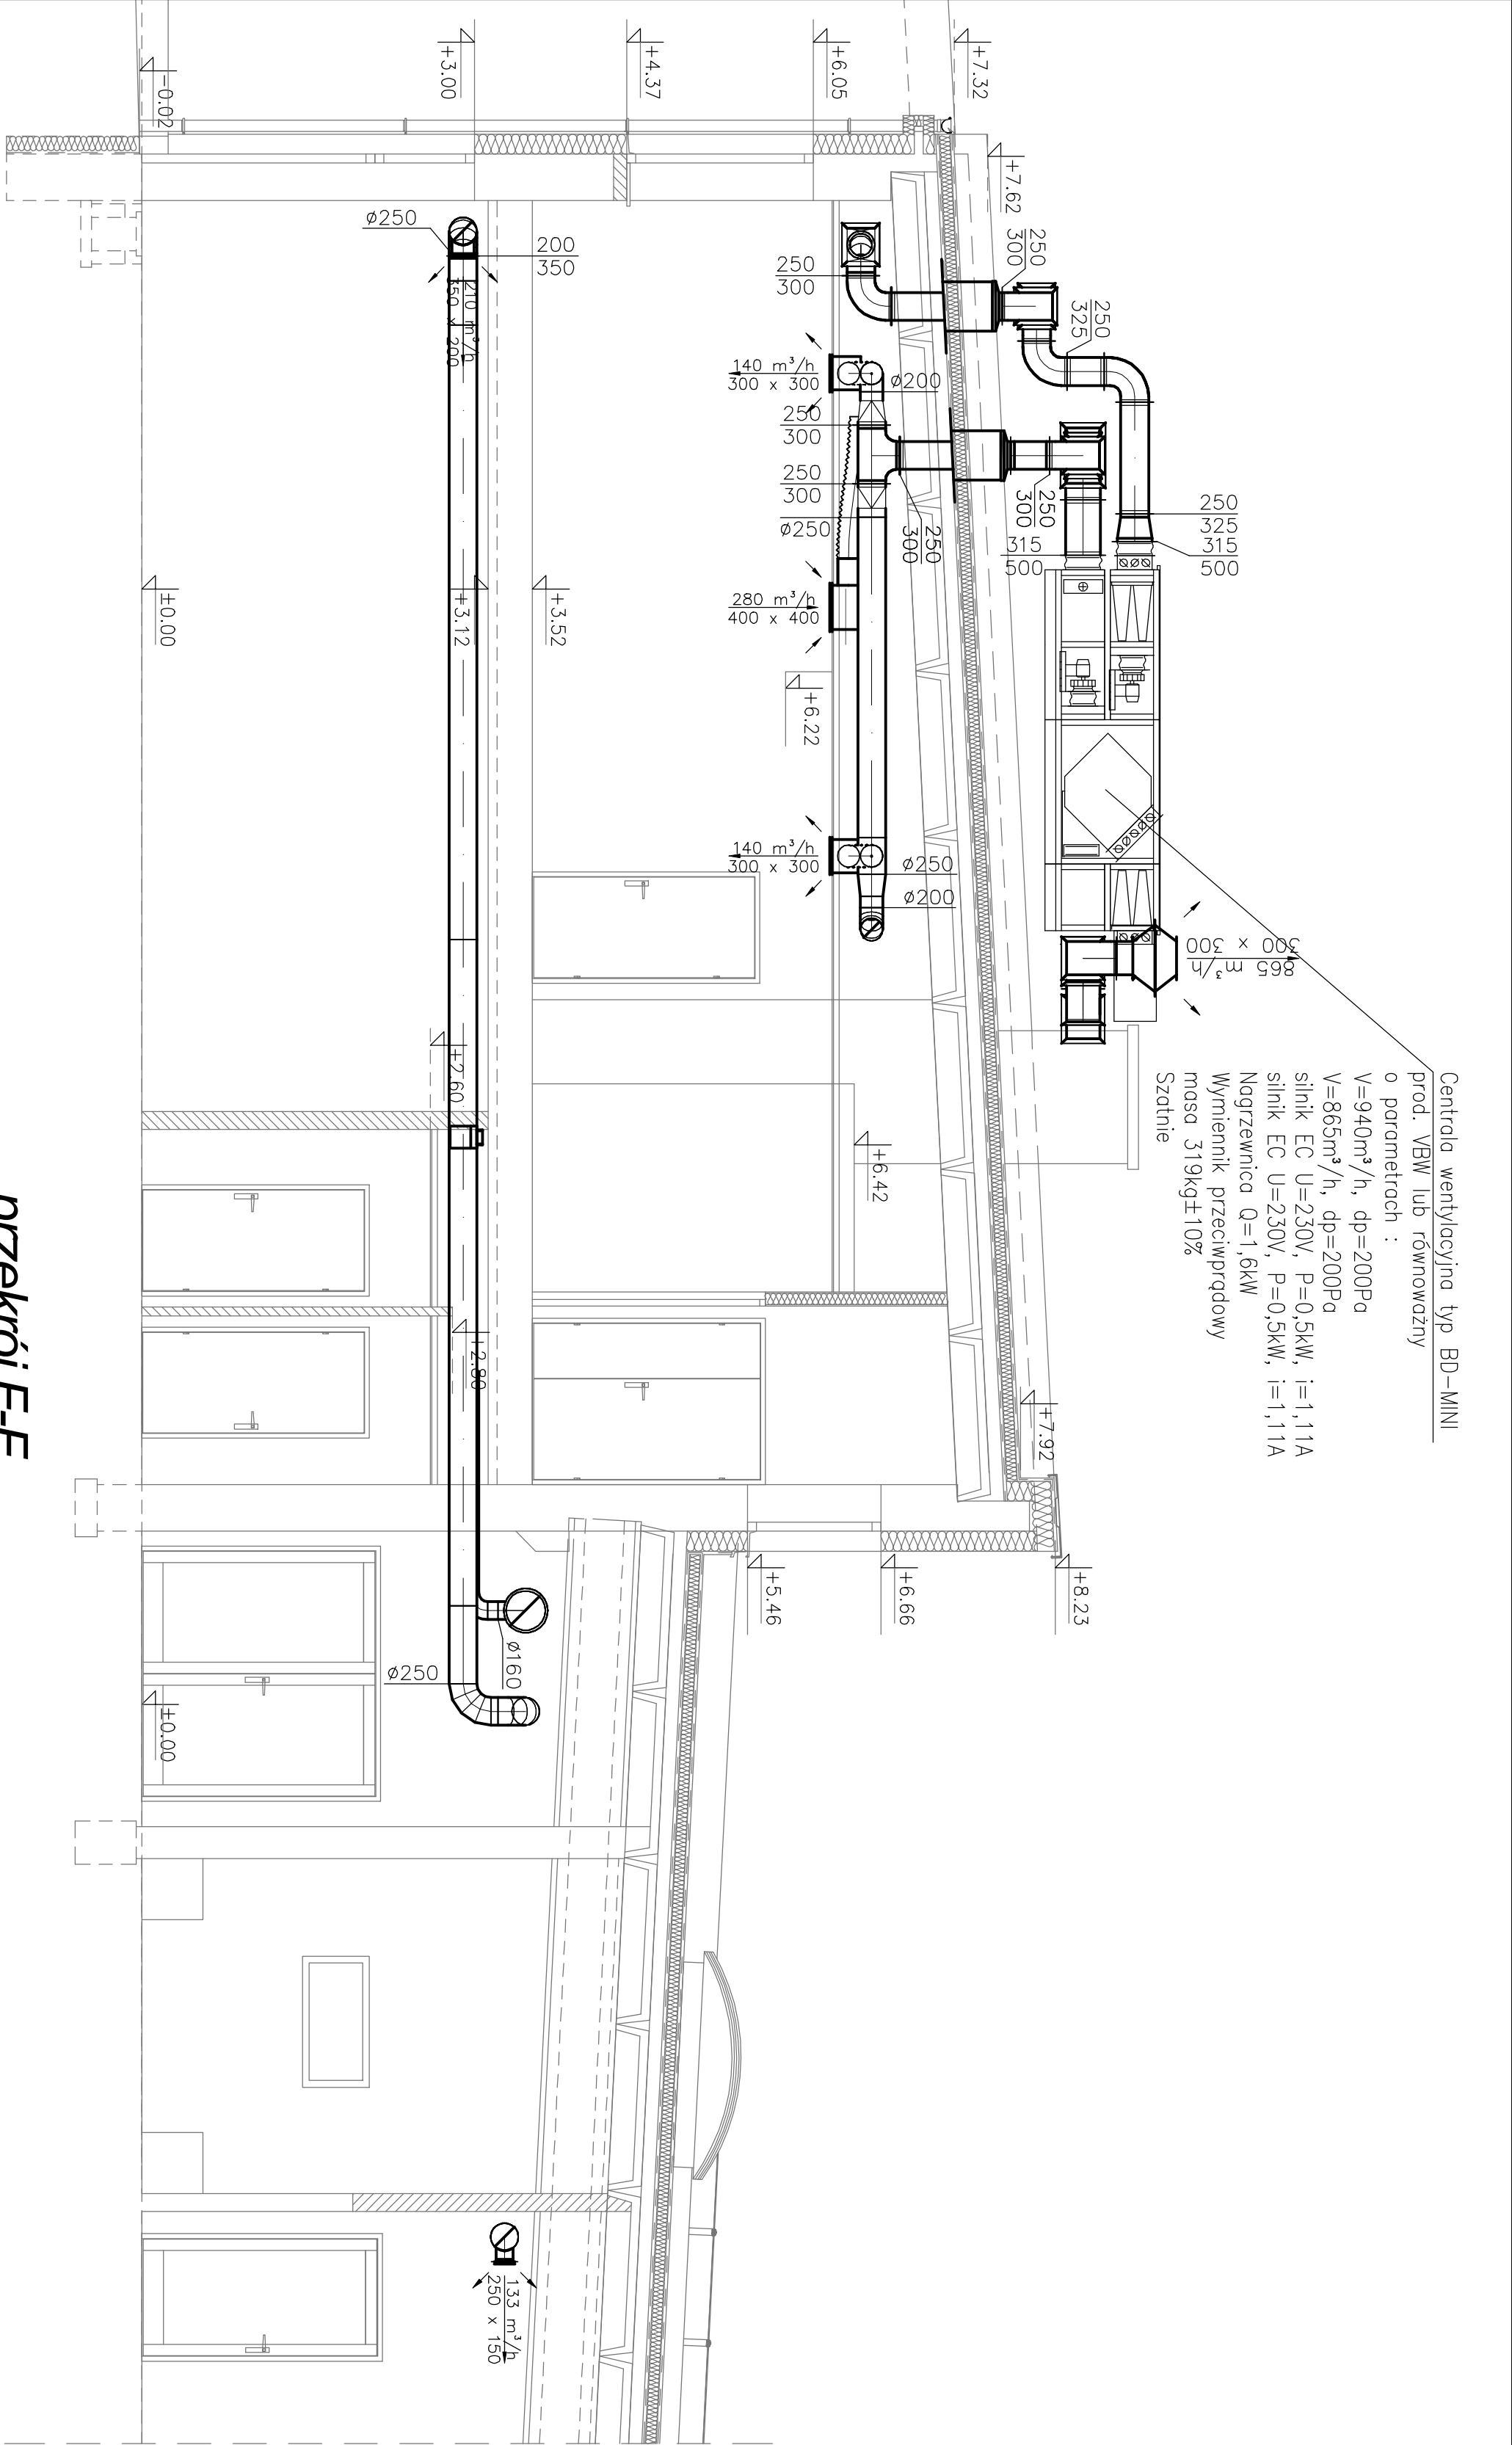 Centrala wentylacyjna typ BD-MINI
prod. VBW lub równoważny
o parametrach :
V=940m³/h, dp=200Pa
V=865m³/h, dp=200Pa
silnik EC U=230V, P=0,5kW, i=1,11A
silnik EC U=230V, P=0,5kW, i=1,11A
Nagrzewnica Q=1,6kW
Wymiennik przeciwprądowy
masa 319kg±10%
Szatnie
865 m³/h
300 x 300
+7.32
+6.05
+4.37
+3.00
-0.02
+7.62
250
300
250
325
250
325
315
500
250
300
315
500
250
300
140 m³/h
300 x 300
ø200
250
300
250
300
250
300
ø250
280 m³/h
400 x 400
+6.22
140 m³/h
300 x 300
ø250
ø200
ø250
200
350
210 m³/h
350 x 200
±0.00
+3.12
+3.52
+2.60
+6.42
+2.80
+7.92
+8.23
+6.66
+5.46
ø160
ø250
±0.00
133 m³/h
250 x 150
przekrój F-F